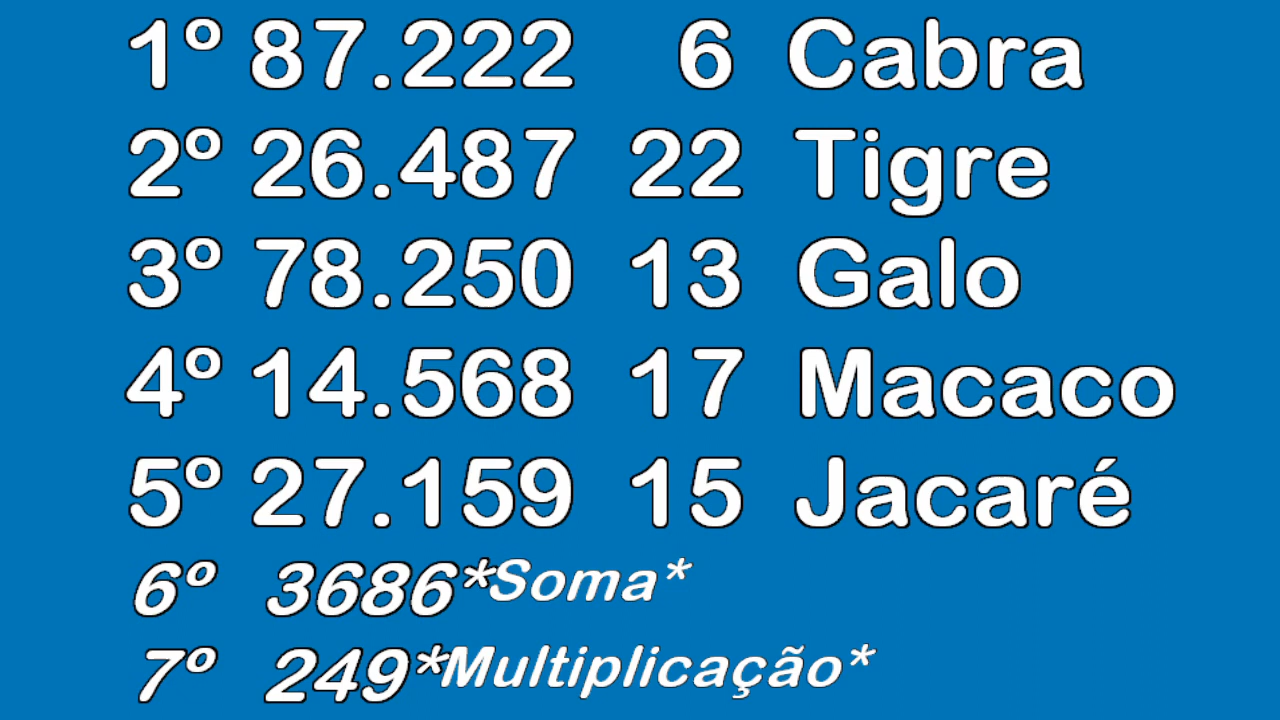 1º 87.222 6 Cabra
2º 26.487 22 Tigre
3º 78.250 13 Galo
4º 14.568 17 Macaco
5º 27.159 15 Jacaré
6º 3686*Soma*
7º 249*Multiplicação*